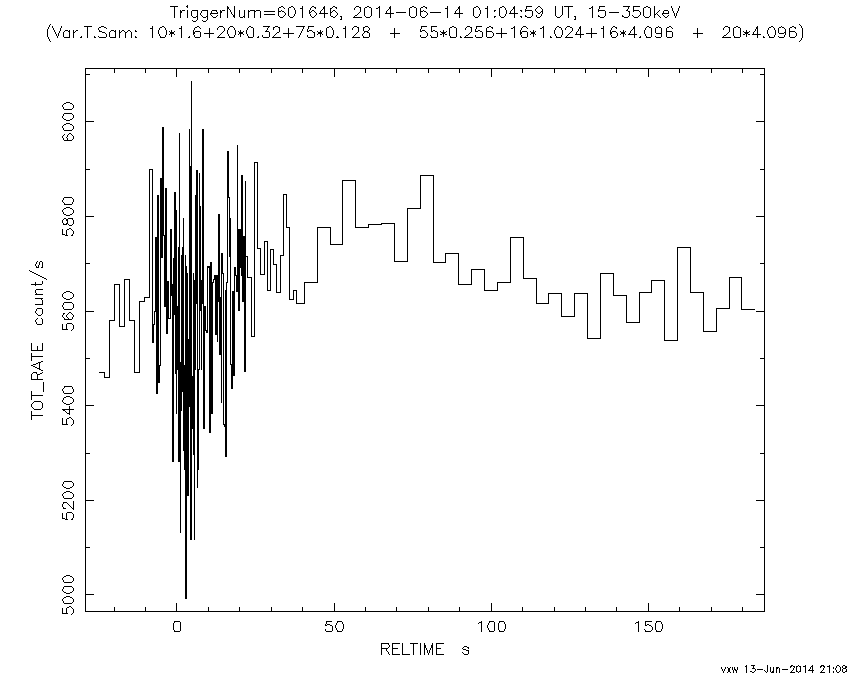 TriggerNum=601646, 2014-06-14 01:04:59 UT, 15-350keV
(Var.T.Sam: 10*1.6+20*0.32+75*0.128 + 55*0.256+16*1.024+16*4.096 + 20*4.096)
6000
5800
5600
5400
5200
5000
TOT_RATE count/s
0 50 100 150
RELTIME s
vxw 13-Jun-2014 21:08